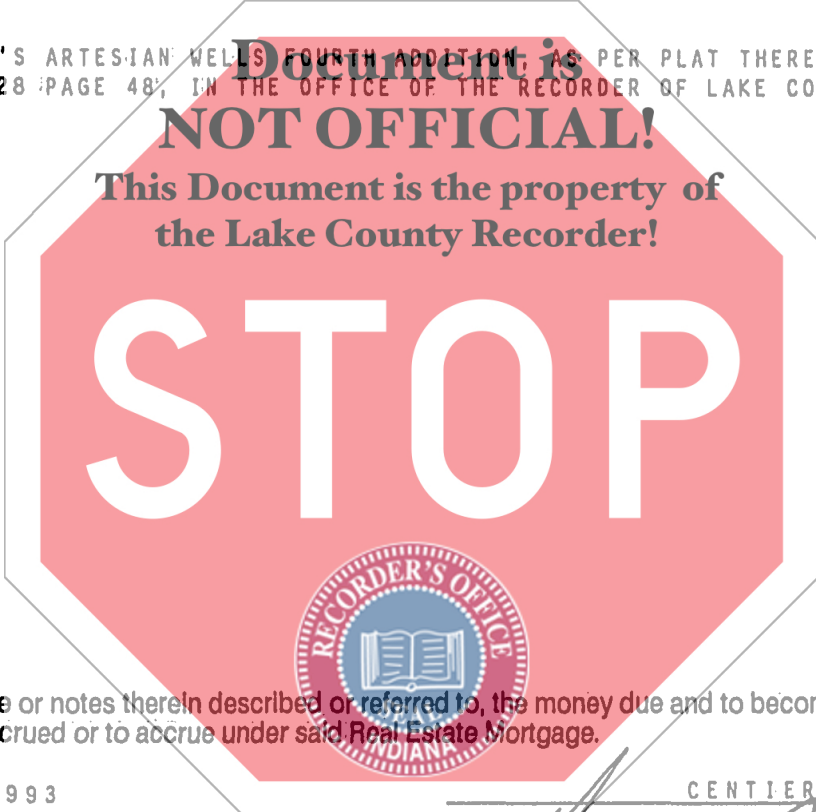 'S ARTESIAN WELLS FOURTH ADDITION, AS PER PLAT THERE
28 PAGE 48, IN THE OFFICE OF THE RECORDER OF LAKE CO
Document is
NOT OFFICIAL!
This Document is the property of
the Lake County Recorder!
STOP
RECORDER'S OFFICE
STATE
INDIANA
e or notes therein described or referred to, the money due and to becom
crued or to accrue under said Real Estate Mortgage.
993
CENTIER